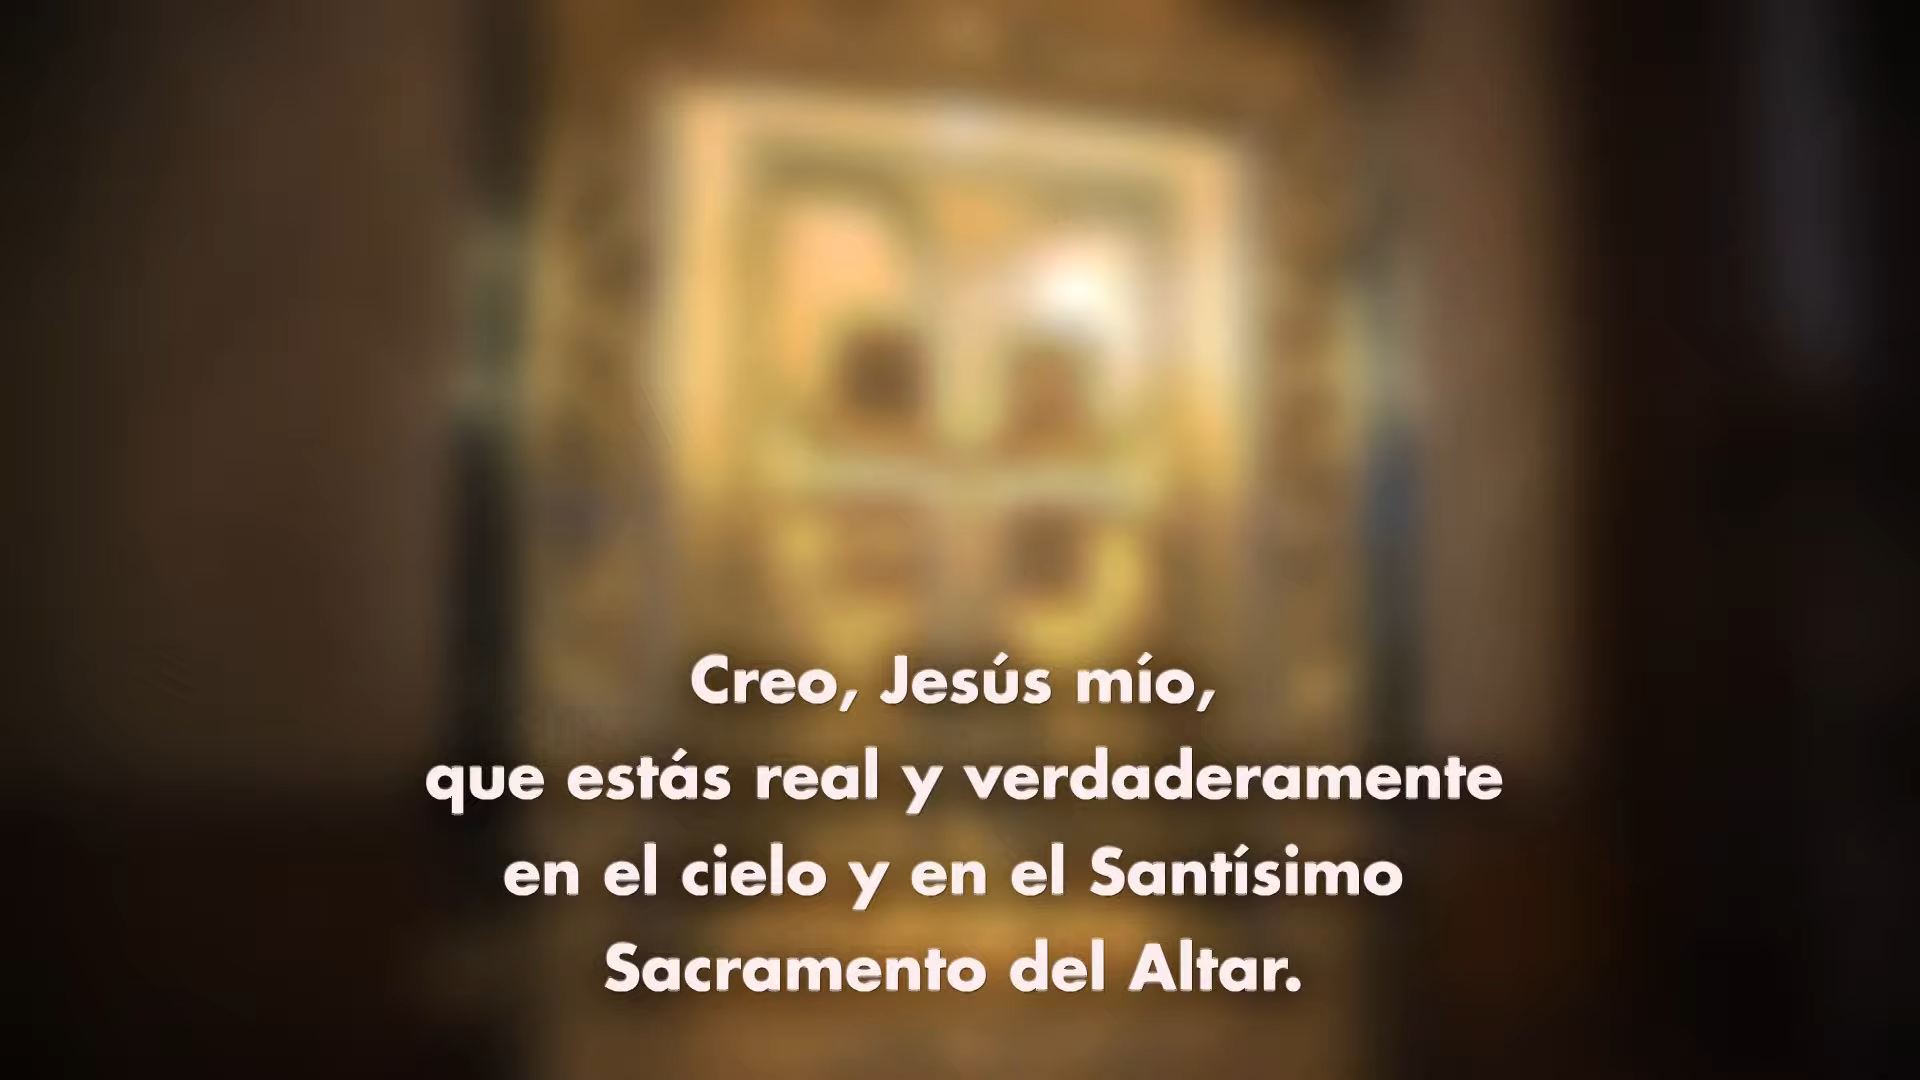 Creo, Jesús mío,
que estás real y verdaderamente
en el cielo y en el Santísimo
Sacramento del Altar.